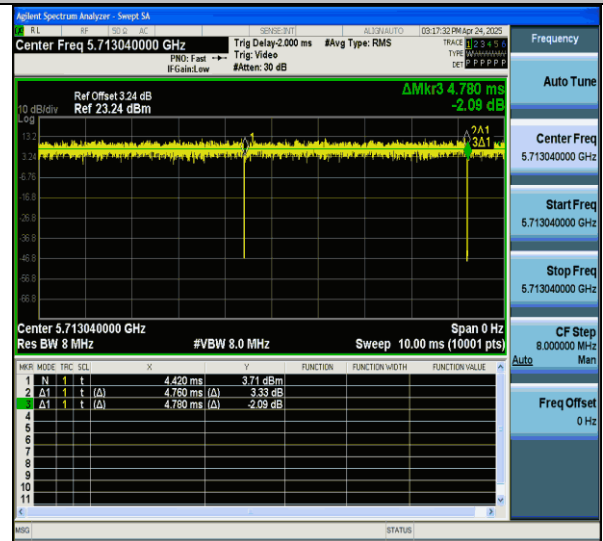 Agilent Spectrum Analyzer - Swept SA
RL RF 50 Ω AC SENSE:INT ALIGNAUTO 03:17:32 PM Apr 24, 2025
Center Freq 5.713040000 GHz Trig Delay-2.000 ms #Avg Type: RMS TRACE 1 2 3 4 5 6
PNO: Fast Trig: Video TYPE
IFGain:Low #Atten: 30 dB DET P P P P P P
Ref Offset 3.24 dB ΔMkr3 4.780 ms
10 dB/div Ref 23.24 dBm -2.09 dB
Log
13.2
3.24
-6.76
-16.8
-26.8
-36.8
-46.8
-56.8
-66.8
1
2Δ1
3Δ1
Center 5.713040000 GHz Span 0 Hz
Res BW 8 MHz #VBW 8.0 MHz Sweep 10.00 ms (10001 pts)
MKR MODE TRC SCL X Y FUNCTION FUNCTION WIDTH FUNCTION VALUE
1 N 1 t 4.420 ms 3.71 dBm
2 Δ1 1 t (Δ) 4.760 ms (Δ) 3.33 dB
3 Δ1 1 t (Δ) 4.780 ms (Δ) -2.09 dB
4
5
6
7
8
9
10
11
MSG STATUS
Frequency
Auto Tune
Center Freq
5.713040000 GHz
Start Freq
5.713040000 GHz
Stop Freq
5.713040000 GHz
CF Step
8.000000 MHz
Auto Man
Freq Offset
0 Hz